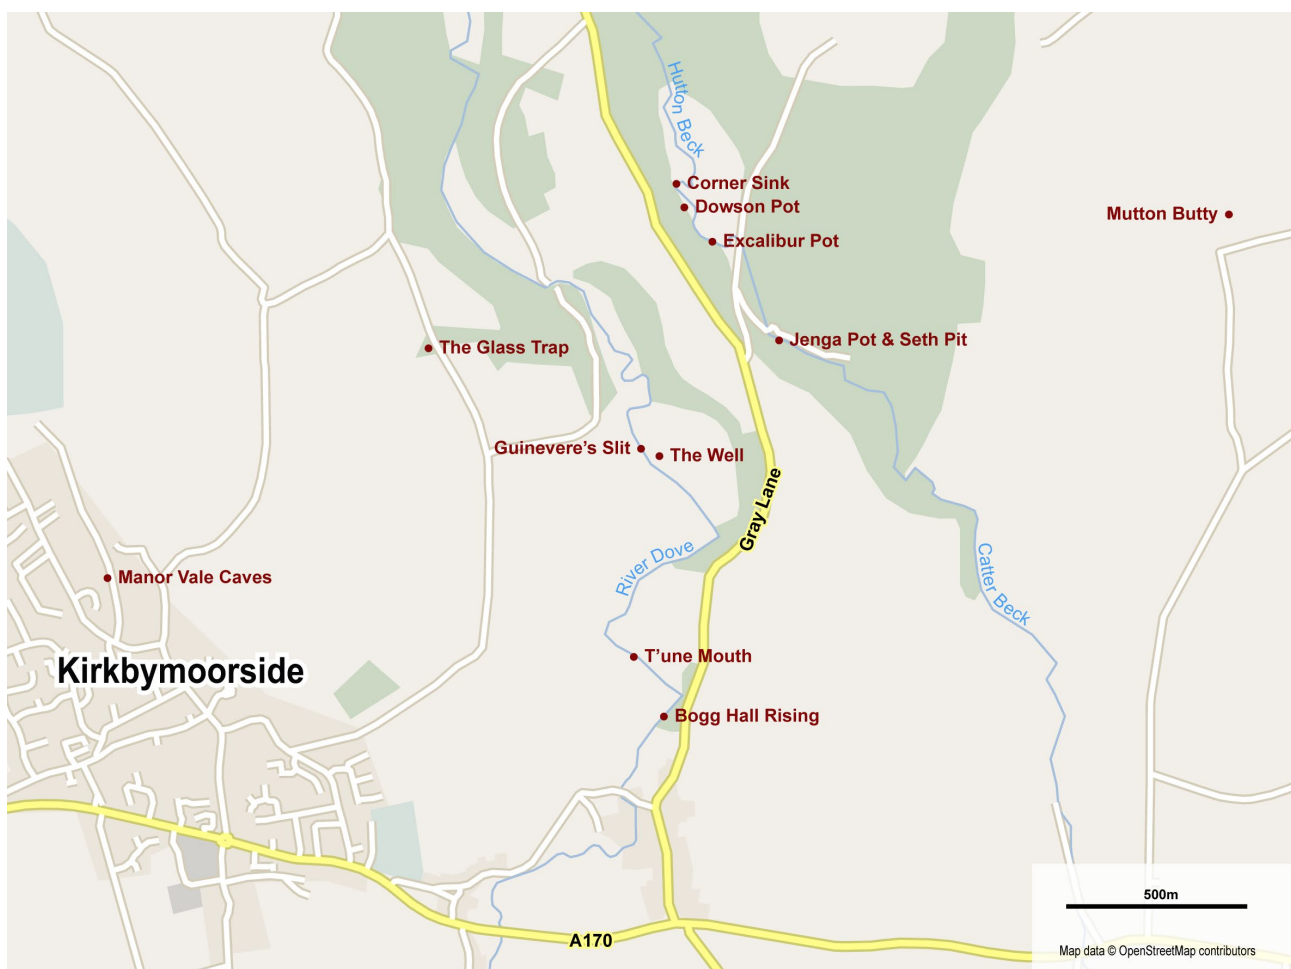 Hutton Beck
Corner Sink
Dowson Pot
Mutton Butty
Excalibur Pot
Jenga Pot & Seth Pit
The Glass Trap
Guinevere’s Slit
The Well
Gray Lane
River Dove
Catter Beck
Manor Vale Caves
T’une Mouth
Kirkbymoorside
Bogg Hall Rising
500m
A170
Map data © OpenStreetMap contributors